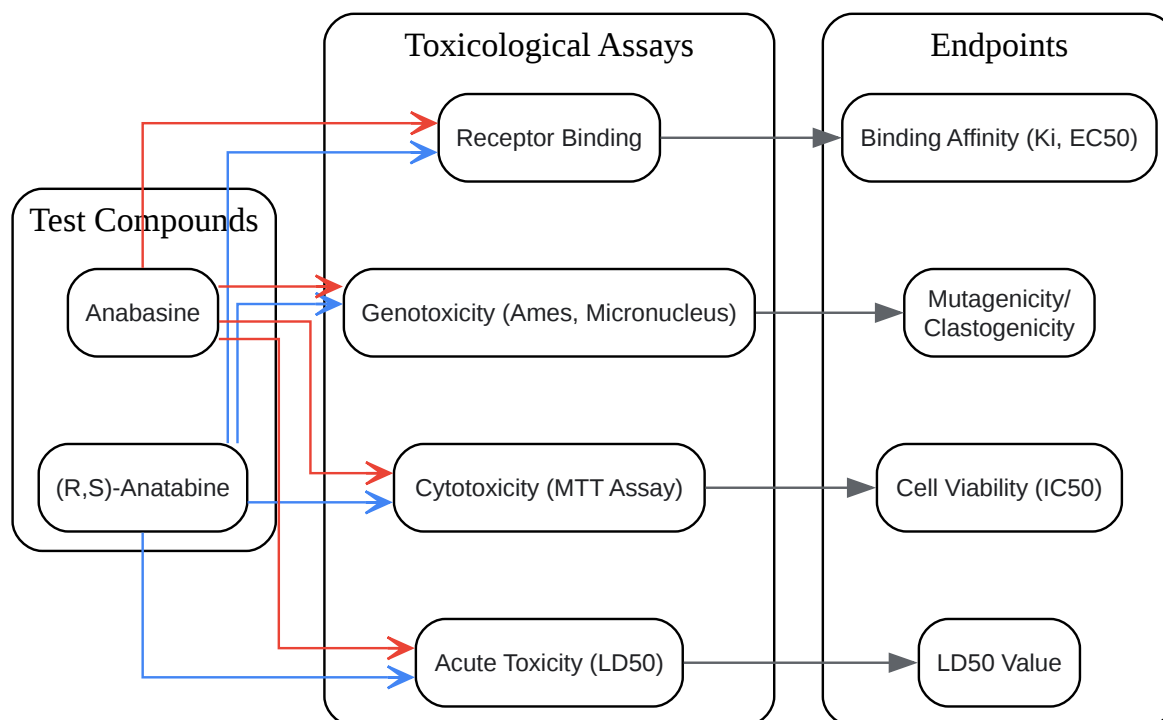 Toxicological Assays
Endpoints
Receptor Binding
Binding Affinity (Ki, EC50)
Test Compounds
Anabasine
Genotoxicity (Ames, Micronucleus)
Mutagenicity/
Clastogenicity
(R,S)-Anatabine
Cytotoxicity (MTT Assay)
Cell Viability (IC50)
Acute Toxicity (LD50)
LD50 Value